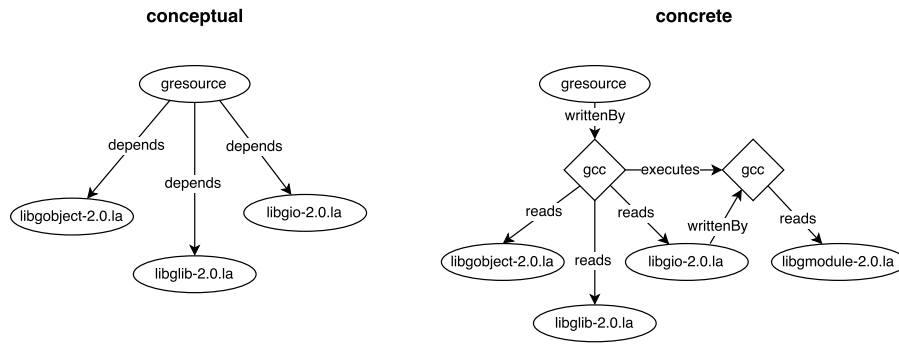 conceptual
concrete
gresource
depends
depends
depends
libgobject-2.0.la
libgio-2.0.la
libglib-2.0.la
gresource
writtenBy
gcc
executes
gcc
reads
reads
writtenBy
reads
reads
libgobject-2.0.la
libgio-2.0.la
libgmodule-2.0.la
libglib-2.0.la